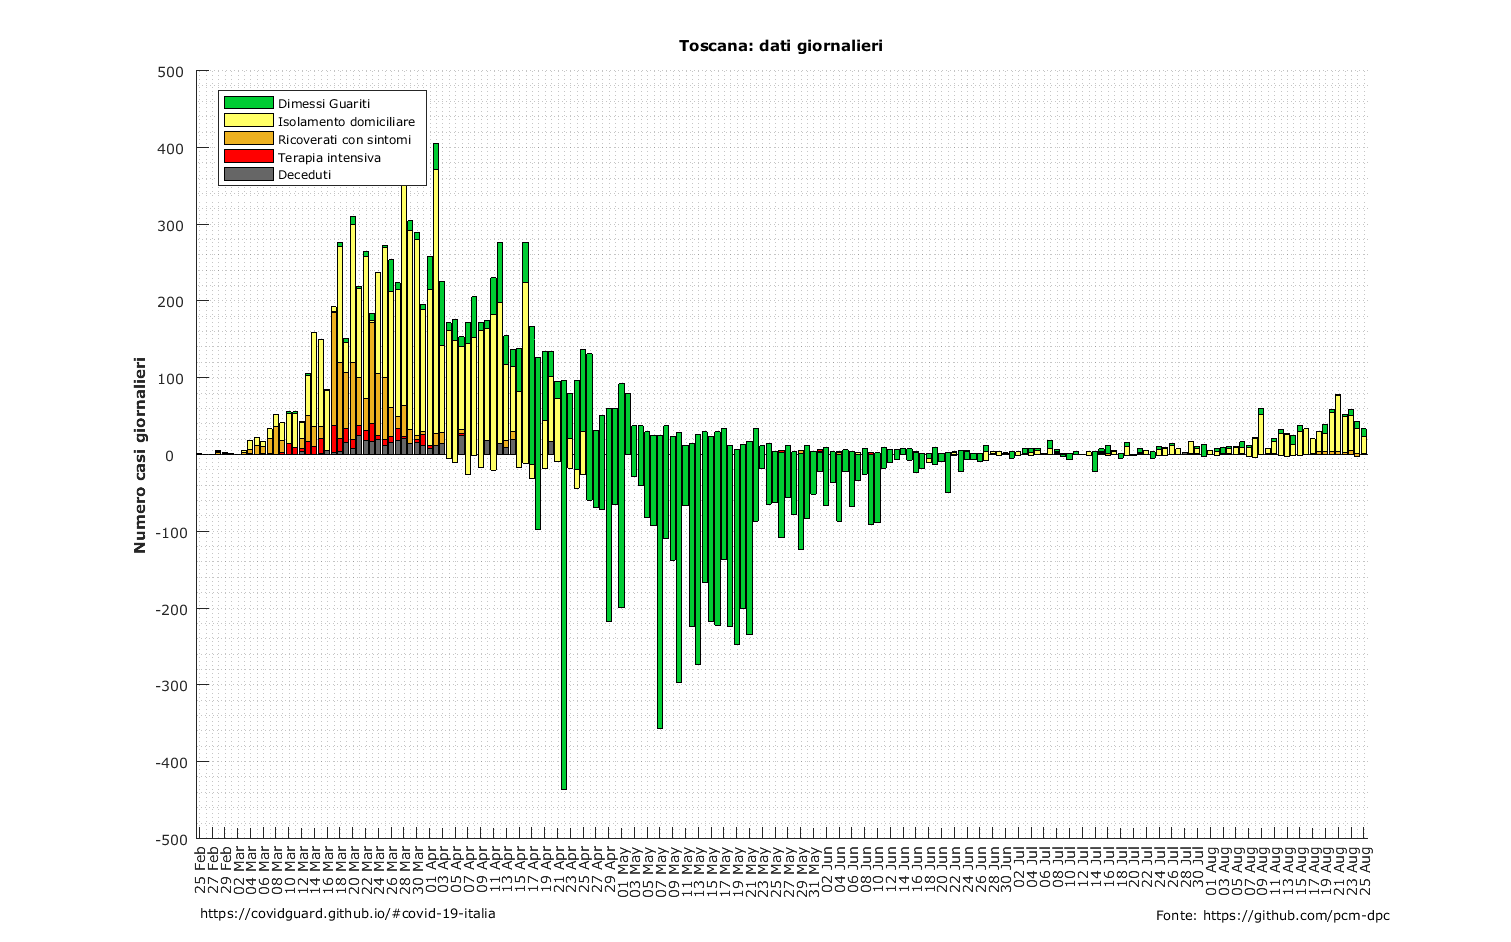 Toscana: dati giornalieri
500
400
300
200
100
0
-100
-200
-300
-400
-500
Numero casi giornalieri
Dimessi Guariti
Isolamento domiciliare
Ricoverati con sintomi
Terapia intensiva
Deceduti
25 Feb
27 Feb
29 Feb
02 Mar
04 Mar
06 Mar
08 Mar
10 Mar
12 Mar
14 Mar
16 Mar
18 Mar
20 Mar
22 Mar
24 Mar
26 Mar
28 Mar
30 Mar
01 Apr
03 Apr
05 Apr
07 Apr
09 Apr
11 Apr
13 Apr
15 Apr
17 Apr
19 Apr
21 Apr
23 Apr
25 Apr
27 Apr
29 Apr
01 May
03 May
05 May
07 May
09 May
11 May
13 May
15 May
17 May
19 May
21 May
23 May
25 May
27 May
29 May
31 May
02 Jun
04 Jun
06 Jun
08 Jun
10 Jun
12 Jun
14 Jun
16 Jun
18 Jun
20 Jun
22 Jun
24 Jun
26 Jun
28 Jun
30 Jun
02 Jul
04 Jul
06 Jul
08 Jul
10 Jul
12 Jul
14 Jul
16 Jul
18 Jul
20 Jul
22 Jul
24 Jul
26 Jul
28 Jul
30 Jul
01 Aug
03 Aug
05 Aug
07 Aug
09 Aug
11 Aug
13 Aug
15 Aug
17 Aug
19 Aug
21 Aug
23 Aug
25 Aug
https://covidguard.github.io/#covid-19-italia
Fonte: https://github.com/pcm-dpc